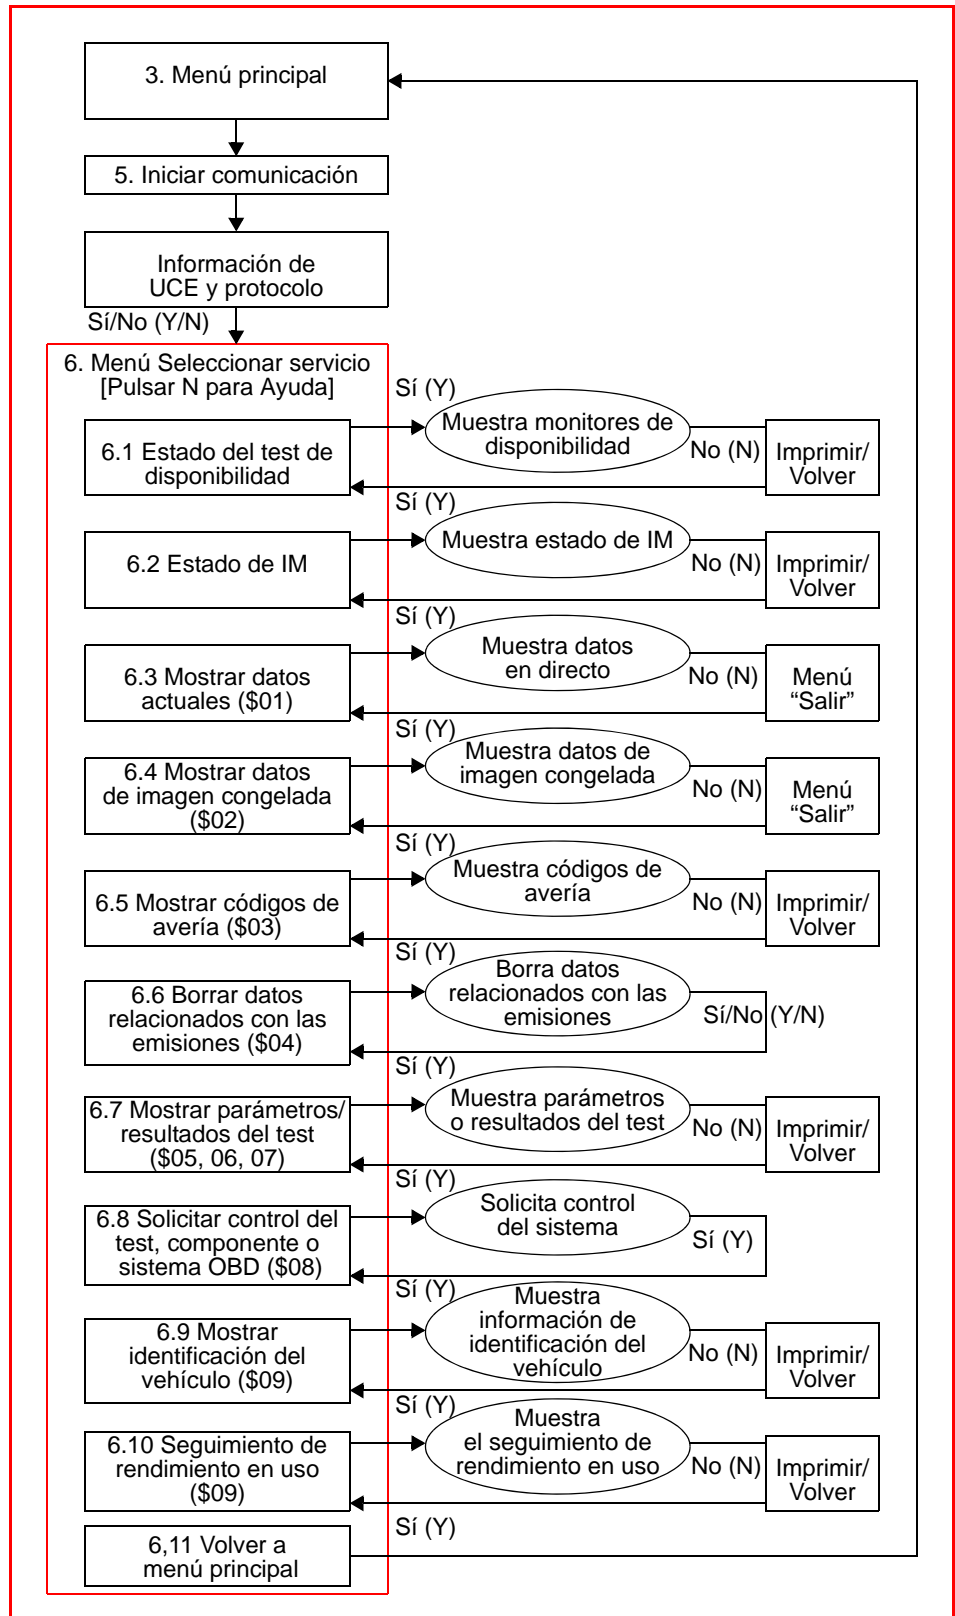 3. Menú principal
5. Iniciar comunicación
Información de
UCE y protocolo
Sí/No (Y/N)
6. Menú Seleccionar servicio
[Pulsar N para Ayuda]
Sí (Y)
6.1 Estado del test de
disponibilidad
Muestra monitores de
disponibilidad
No (N)
Imprimir/
Volver
Sí (Y)
6.2 Estado de IM
Muestra estado de IM
No (N)
Imprimir/
Volver
Sí (Y)
6.3 Mostrar datos
actuales ($01)
Muestra datos
en directo
No (N)
Menú
“Salir”
Sí (Y)
6.4 Mostrar datos
de imagen congelada
($02)
Muestra datos de
imagen congelada
No (N)
Menú
“Salir”
Sí (Y)
6.5 Mostrar códigos de
avería ($03)
Muestra códigos de
avería
No (N)
Imprimir/
Volver
Sí (Y)
6.6 Borrar datos
relacionados con las
emisiones ($04)
Borra datos
relacionados con las
emisiones
Sí/No (Y/N)
Sí (Y)
6.7 Mostrar parámetros/
resultados del test
($05, 06, 07)
Muestra parámetros
o resultados del test
No (N)
Imprimir/
Volver
Sí (Y)
6.8 Solicitar control del
test, componente o
sistema OBD ($08)
Solicita control
del sistema
Sí (Y)
Sí (Y)
6.9 Mostrar
identificación del
vehículo ($09)
Muestra
información de
identificación del
vehículo
No (N)
Imprimir/
Volver
Sí (Y)
6.10 Seguimiento de
rendimiento en uso
($09)
Muestra
el seguimiento de
rendimiento en uso
No (N)
Imprimir/
Volver
Sí (Y)
6,11 Volver a
menú principal